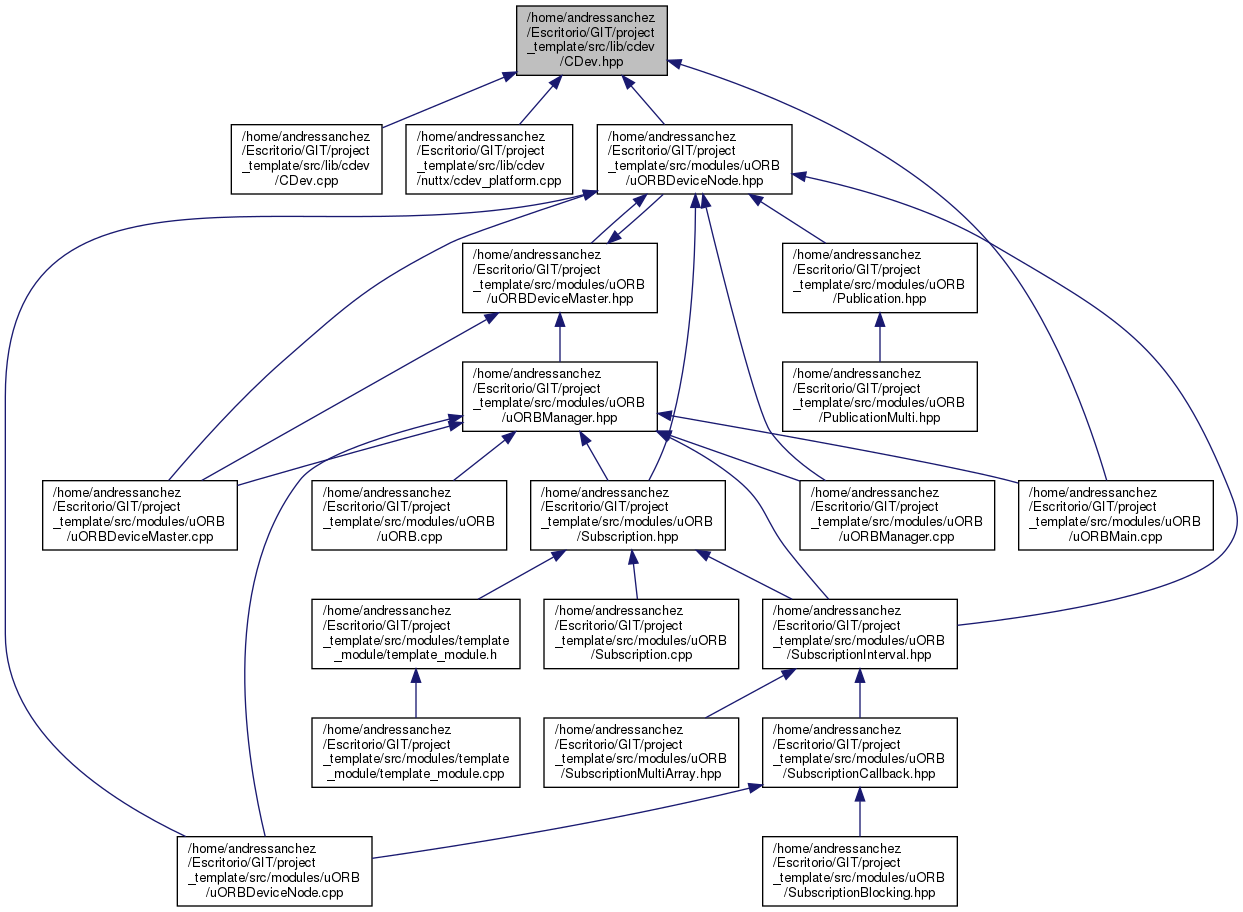 /home/andressanchez
/Escritorio/GIT/project
_template/src/lib/cdev
/CDev.hpp
/home/andressanchez
/Escritorio/GIT/project
_template/src/lib/cdev
/CDev.cpp
/home/andressanchez
/Escritorio/GIT/project
_template/src/lib/cdev
/nuttx/cdev_platform.cpp
/home/andressanchez
/Escritorio/GIT/project
_template/src/modules/uORB
/uORBDeviceNode.hpp
/home/andressanchez
/Escritorio/GIT/project
_template/src/modules/uORB
/uORBDeviceMaster.hpp
/home/andressanchez
/Escritorio/GIT/project
_template/src/modules/uORB
/Publication.hpp
/home/andressanchez
/Escritorio/GIT/project
_template/src/modules/uORB
/uORBManager.hpp
/home/andressanchez
/Escritorio/GIT/project
_template/src/modules/uORB
/PublicationMulti.hpp
/home/andressanchez
/Escritorio/GIT/project
_template/src/modules/uORB
/uORBDeviceMaster.cpp
/home/andressanchez
/Escritorio/GIT/project
_template/src/modules/uORB
/uORB.cpp
/home/andressanchez
/Escritorio/GIT/project
_template/src/modules/uORB
/Subscription.hpp
/home/andressanchez
/Escritorio/GIT/project
_template/src/modules/uORB
/uORBManager.cpp
/home/andressanchez
/Escritorio/GIT/project
_template/src/modules/uORB
/uORBMain.cpp
/home/andressanchez
/Escritorio/GIT/project
_template/src/modules/template
_module/template_module.h
/home/andressanchez
/Escritorio/GIT/project
_template/src/modules/uORB
/Subscription.cpp
/home/andressanchez
/Escritorio/GIT/project
_template/src/modules/uORB
/SubscriptionInterval.hpp
/home/andressanchez
/Escritorio/GIT/project
_template/src/modules/template
_module/template_module.cpp
/home/andressanchez
/Escritorio/GIT/project
_template/src/modules/uORB
/SubscriptionMultiArray.hpp
/home/andressanchez
/Escritorio/GIT/project
_template/src/modules/uORB
/SubscriptionCallback.hpp
/home/andressanchez
/Escritorio/GIT/project
_template/src/modules/uORB
/uORBDeviceNode.cpp
/home/andressanchez
/Escritorio/GIT/project
_template/src/modules/uORB
/SubscriptionBlocking.hpp